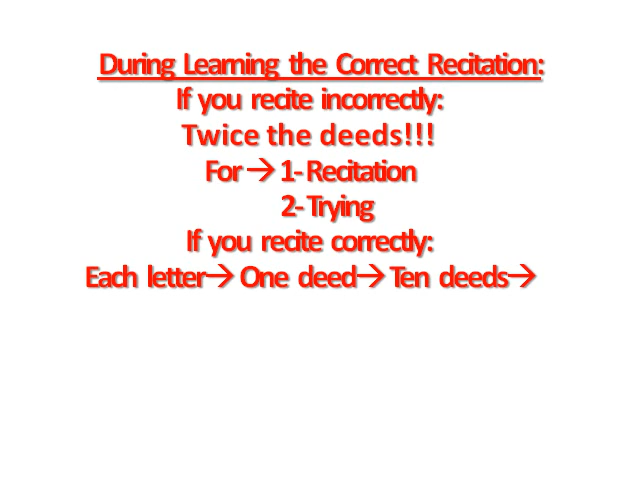 During Learning the Correct Recitation:
If you recite incorrectly:
Twice the deeds!!!
For → 1- Recitation
2- Trying
If you recite correctly:
Each letter→ One deed→ Ten deeds→